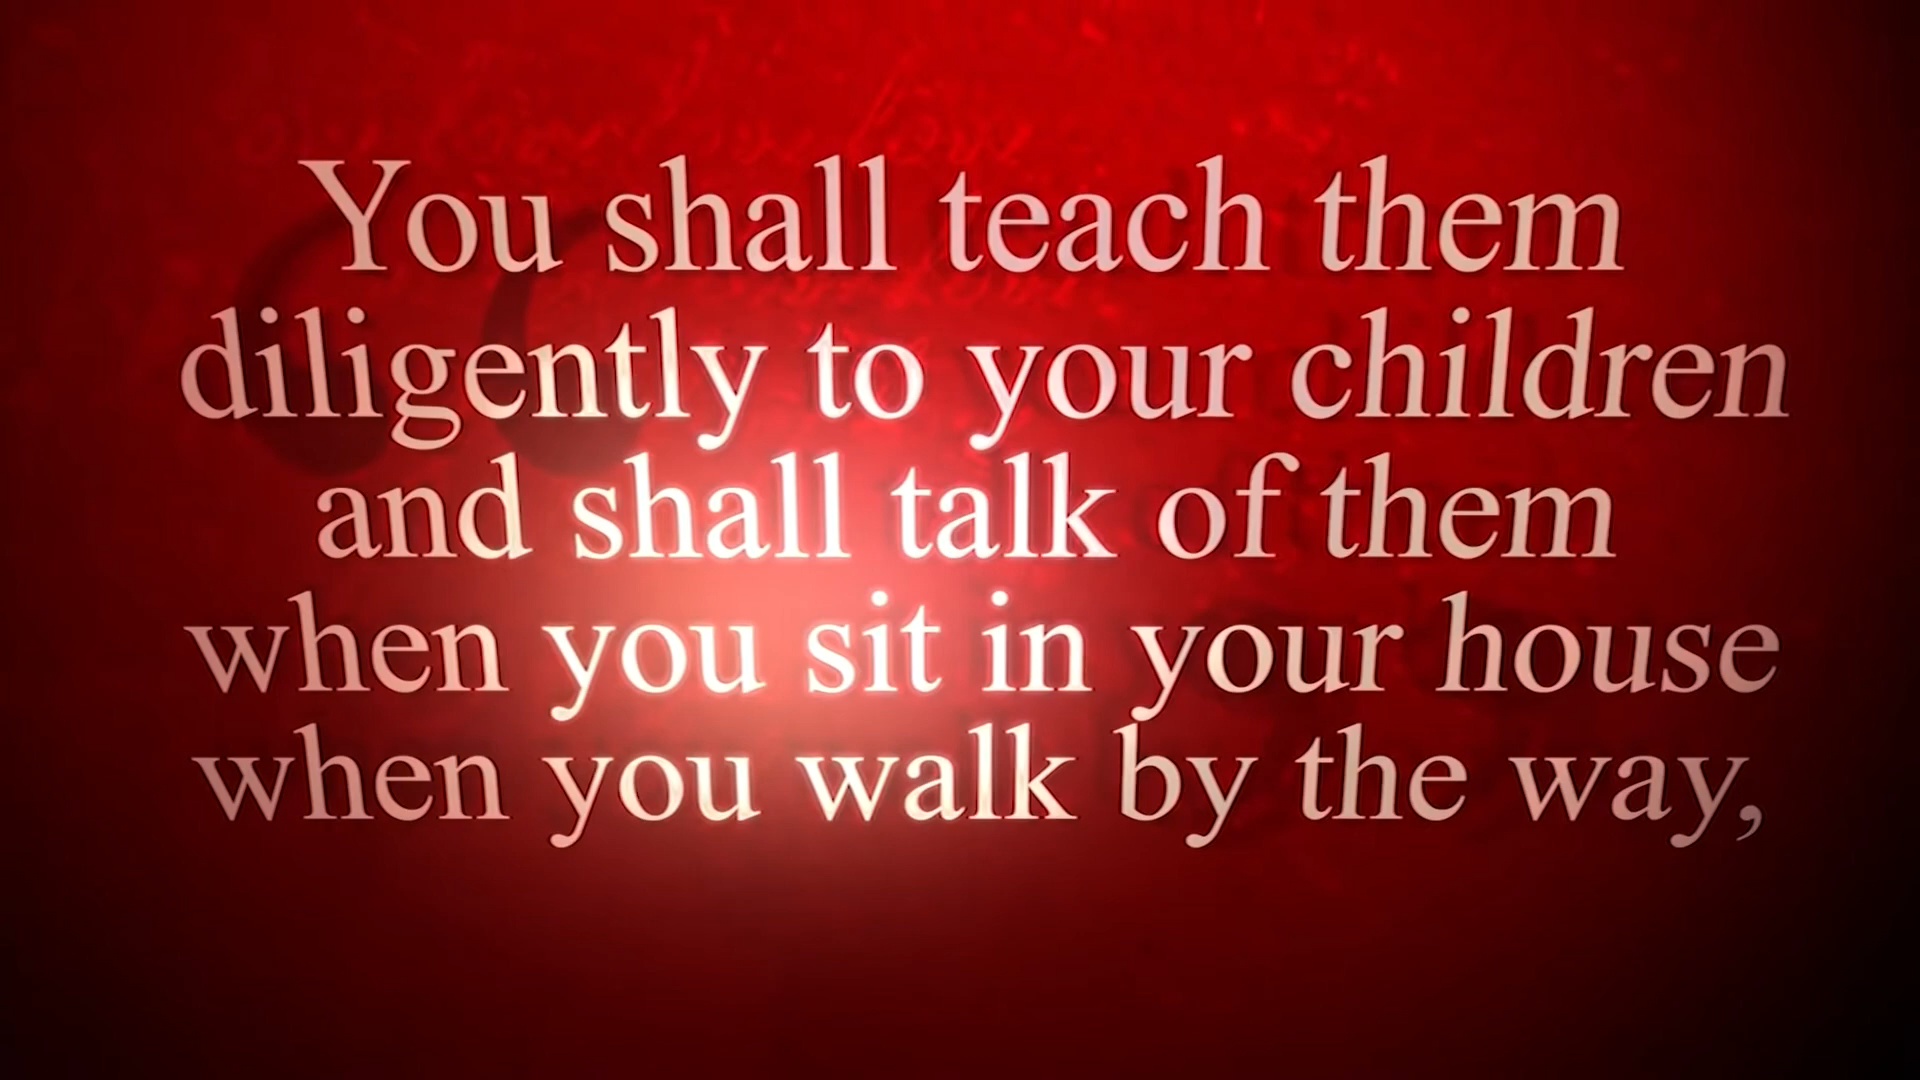 You shall teach them
diligently to your children
and shall talk of them
when you sit in your house
when you walk by the way,